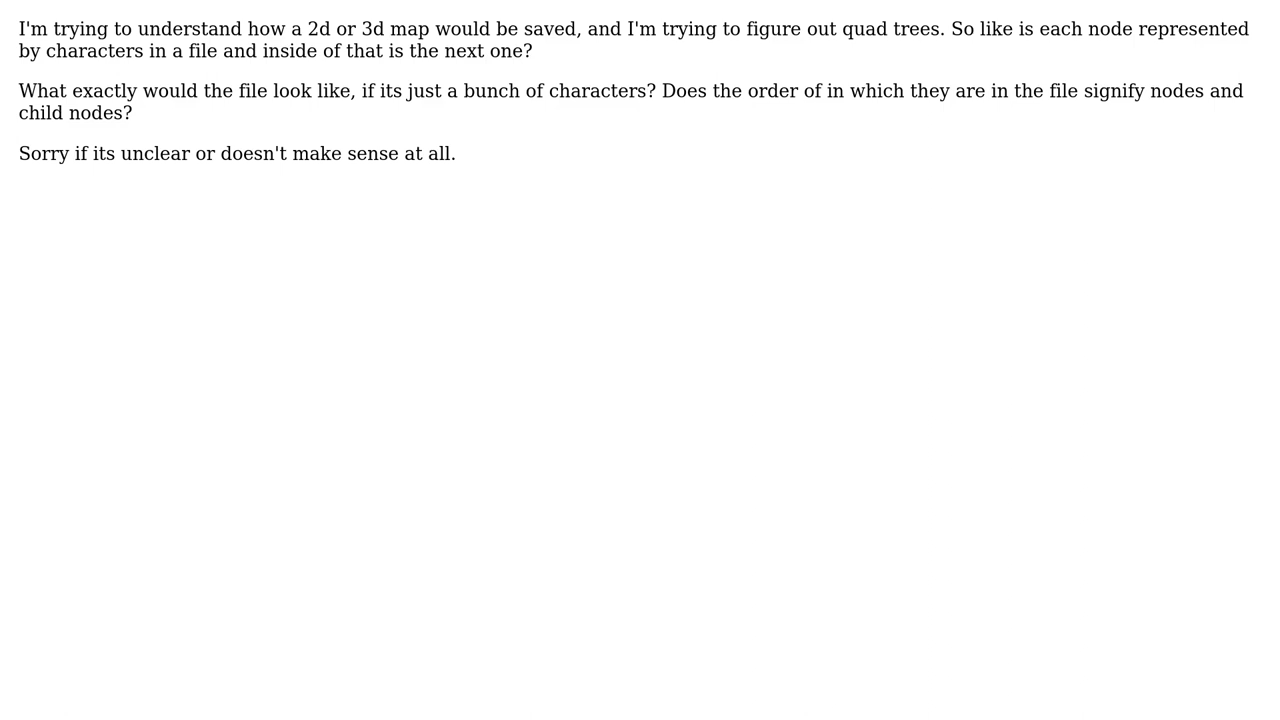 I'm trying to understand how a 2d or 3d map would be saved, and I'm trying to figure out quad trees. So like is each node represented
by characters in a file and inside of that is the next one?
What exactly would the file look like, if its just a bunch of characters? Does the order of in which they are in the file signify nodes and
child nodes?
Sorry if its unclear or doesn't make sense at all.